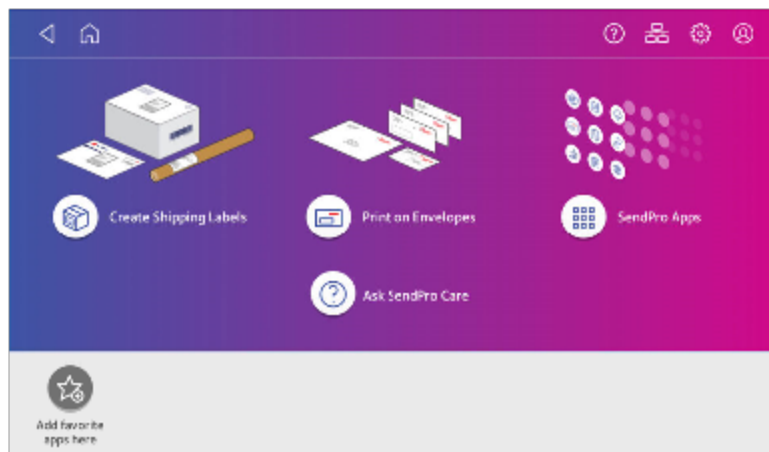 Create Shipping Labels
Print on Envelopes
SendPro Apps
Ask SendPro Care
Add favorite
apps here